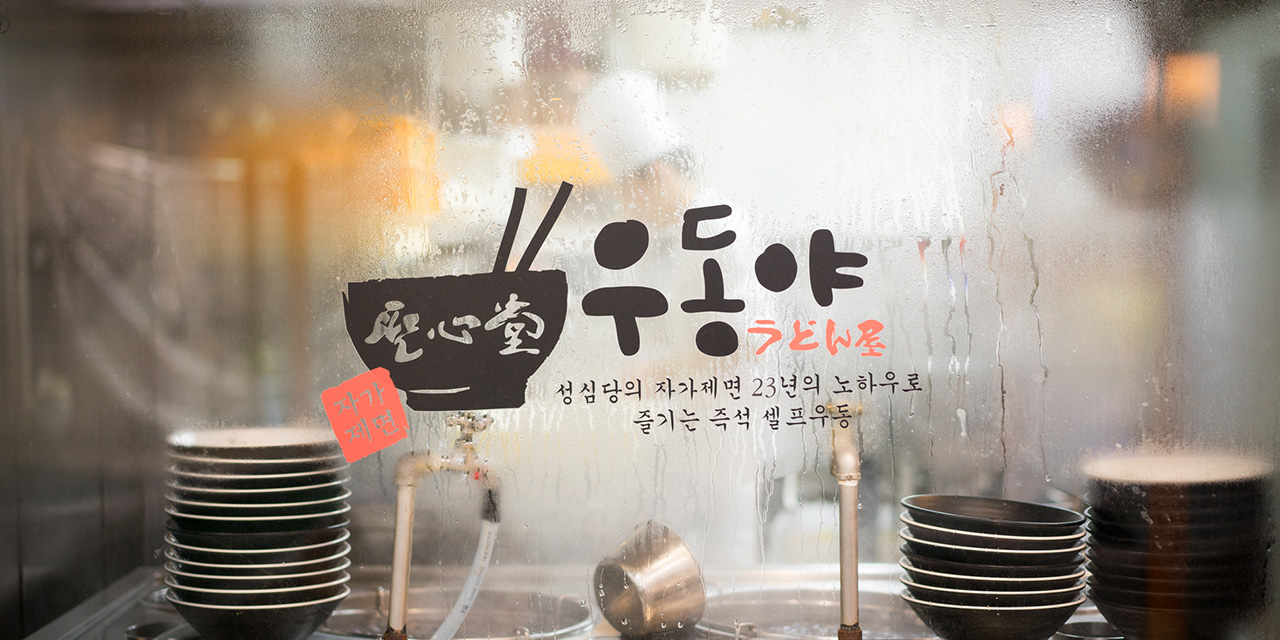 우동야
うどん屋
聖心堂
자가
제면
성심당의 자가제면 23년의 노하우로
즐기는 즉석 셀프우동